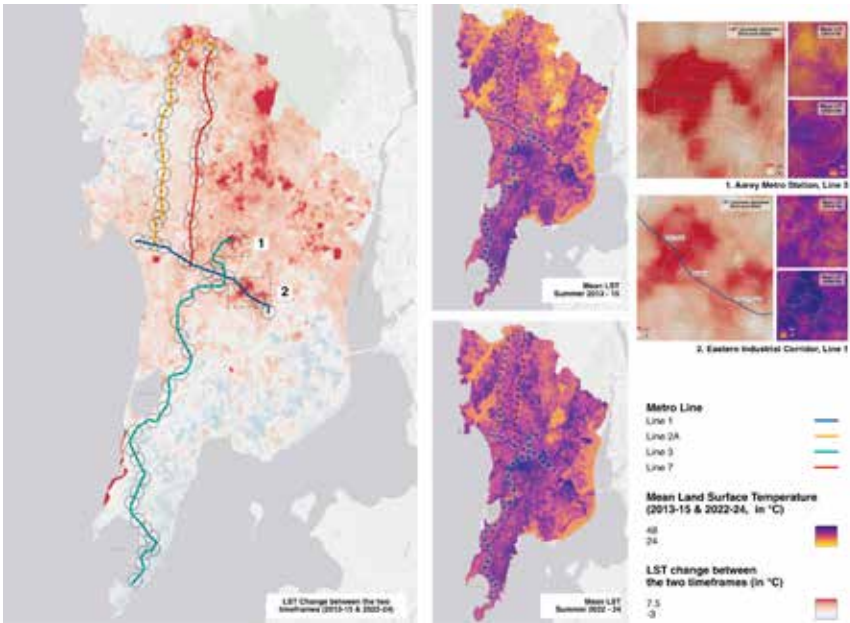 1
2
LST Change between the two
timeframes (2013-15 & 2022-24)
Mean LST
Summer 2013 - 15
Mean LST
Summer 2022 - 24
1. Aarey Metro Station, Line 3
2. Eastern Industrial Corridor, Line 1
Metro Line
Line 1
Line 2A
Line 3
Line 7
Mean Land Surface Temperature
(2013-15 & 2022-24, in °C)
48
24
LST change between
the two timeframes (in °C)
7.5
-3